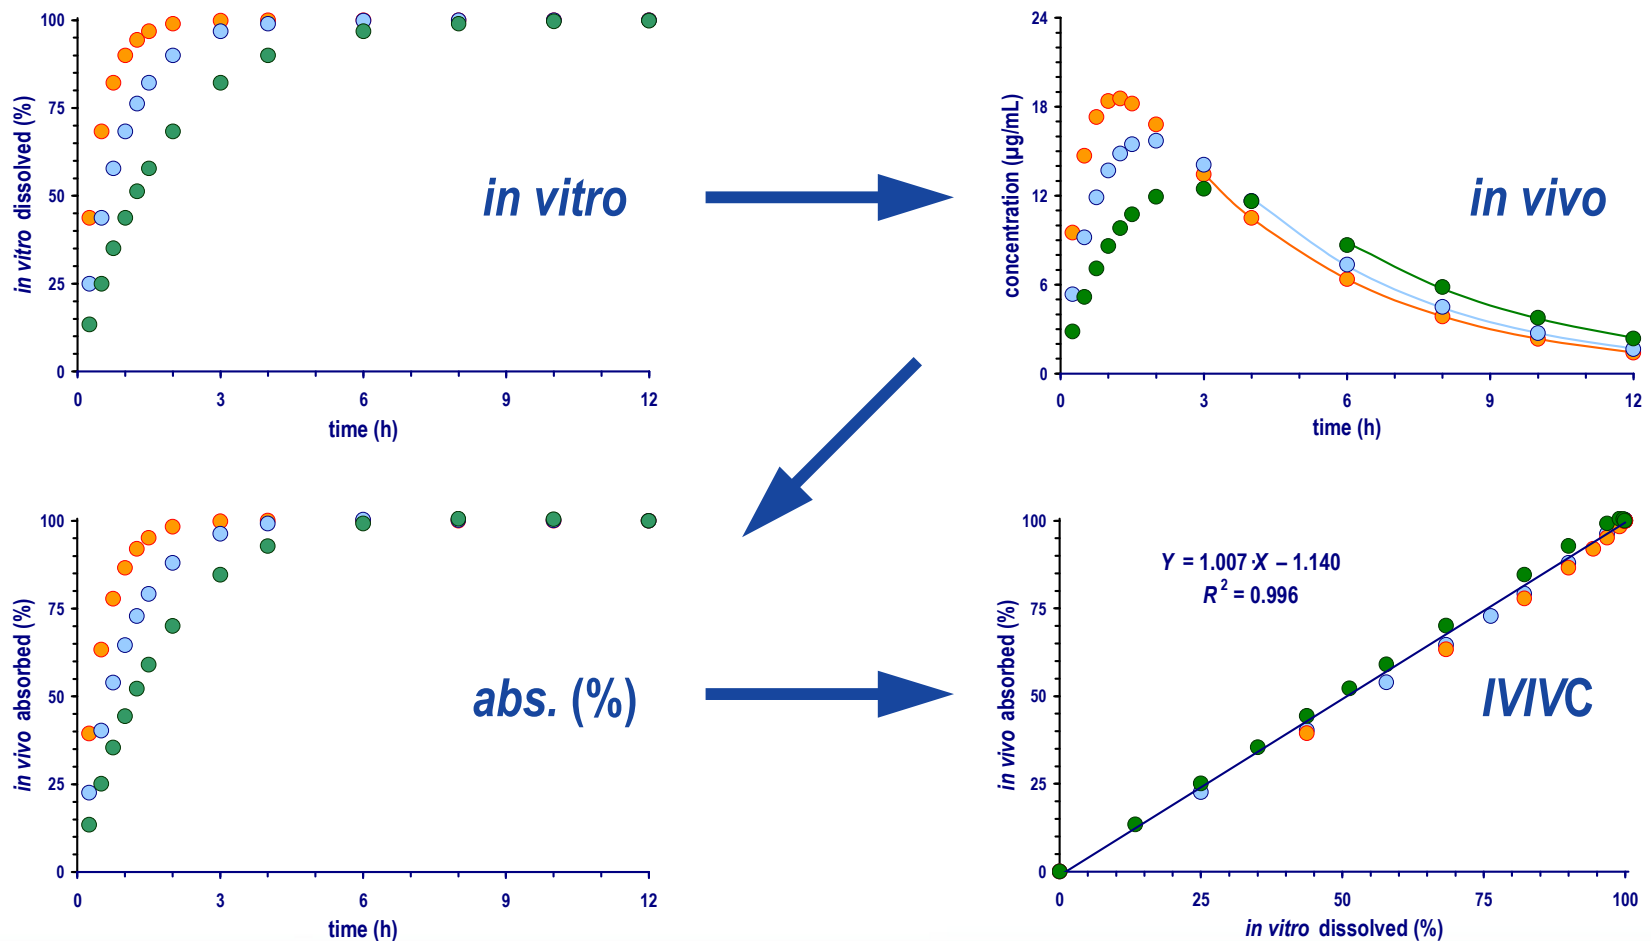 100
75
50
25
0
0 3 6 9 12
in vitro dissolved (%)
time (h)
in vitro
24
18
12
6
0
0 3 6 9 12
concentration (µg/mL)
time (h)
in vivo
100
75
50
25
0
0 3 6 9 12
in vivo absorbed (%)
time (h)
abs. (%)
100
75
50
25
0
0 25 50 75 100
in vivo absorbed (%)
in vitro dissolved (%)
Y = 1.007·X – 1.140
R² = 0.996
IVIVC